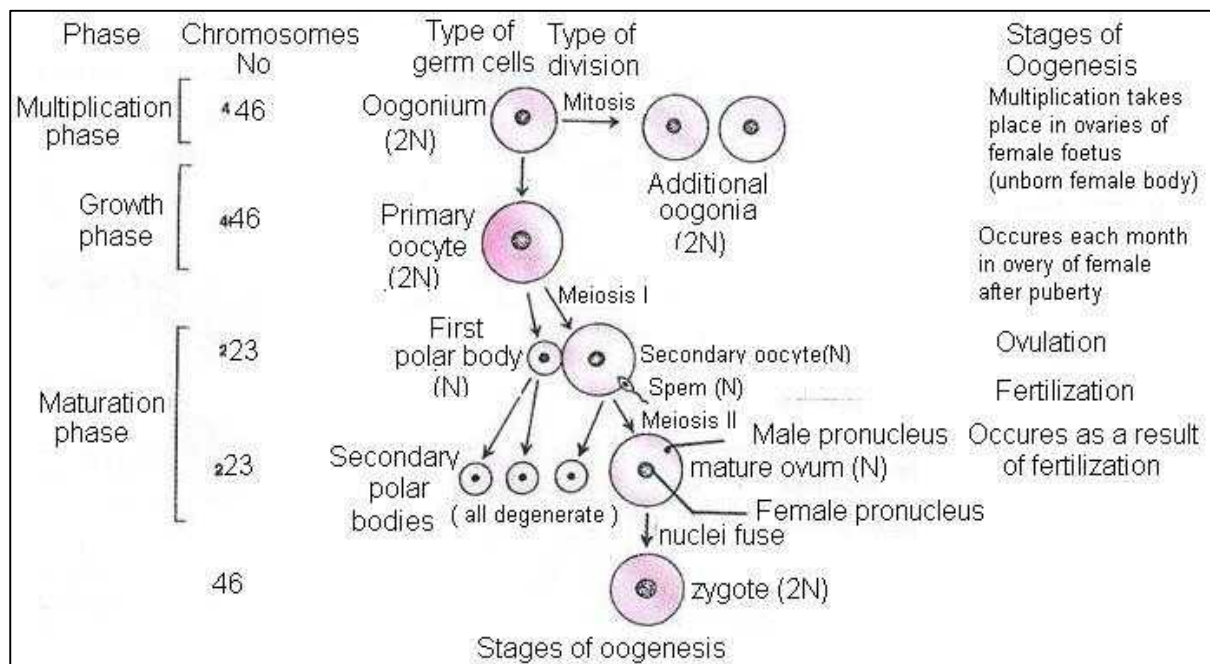 Phase
Chromosomes
No
Type of
germ cells
Type of
division
Stages of
Oogenesis
Multiplication
phase
46
Oogonium
(2N)
Mitosis
Additional
oogonia
(2N)
Multiplication takes
place in ovaries of
female foetus
(unborn female body)
Growth
phase
46
Primary
oocyte
(2N)
Occures each month
in overy of female
after puberty
Meiosis I
Maturation
phase
23
First
polar body
(N)
Secondary oocyte(N)
Ovulation
Spem (N)
Fertilization
Meiosis II
23
Secondary
polar
bodies
( all degenerate )
Male pronucleus
mature ovum (N)
Occures as a result
of fertilization
Female pronucleus
nuclei fuse
46
zygote (2N)
Stages of oogenesis